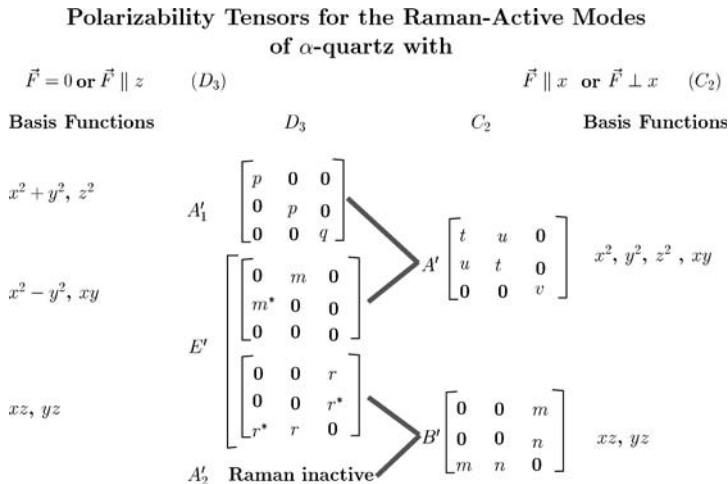 Polarizability Tensors for the Raman-Active Modes
of α-quartz with
F⃗ = 0 or F⃗ ∥ z (D₃) F⃗ ∥ x or F⃗ ⊥ x (C₂)
Basis Functions D₃ C₂ Basis Functions
x² + y², z²
A′₁
p 0 0
0 p 0
0 0 q
x² − y², xy
E′
0 m 0
m* 0 0
0 0 0
xz, yz
0 0 r
0 0 r*
r* r 0
A′₂ Raman inactive
A′
t u 0
u t 0
0 0 v
x², y², z² , xy
B′
0 0 m
0 0 n
m n 0
xz, yz